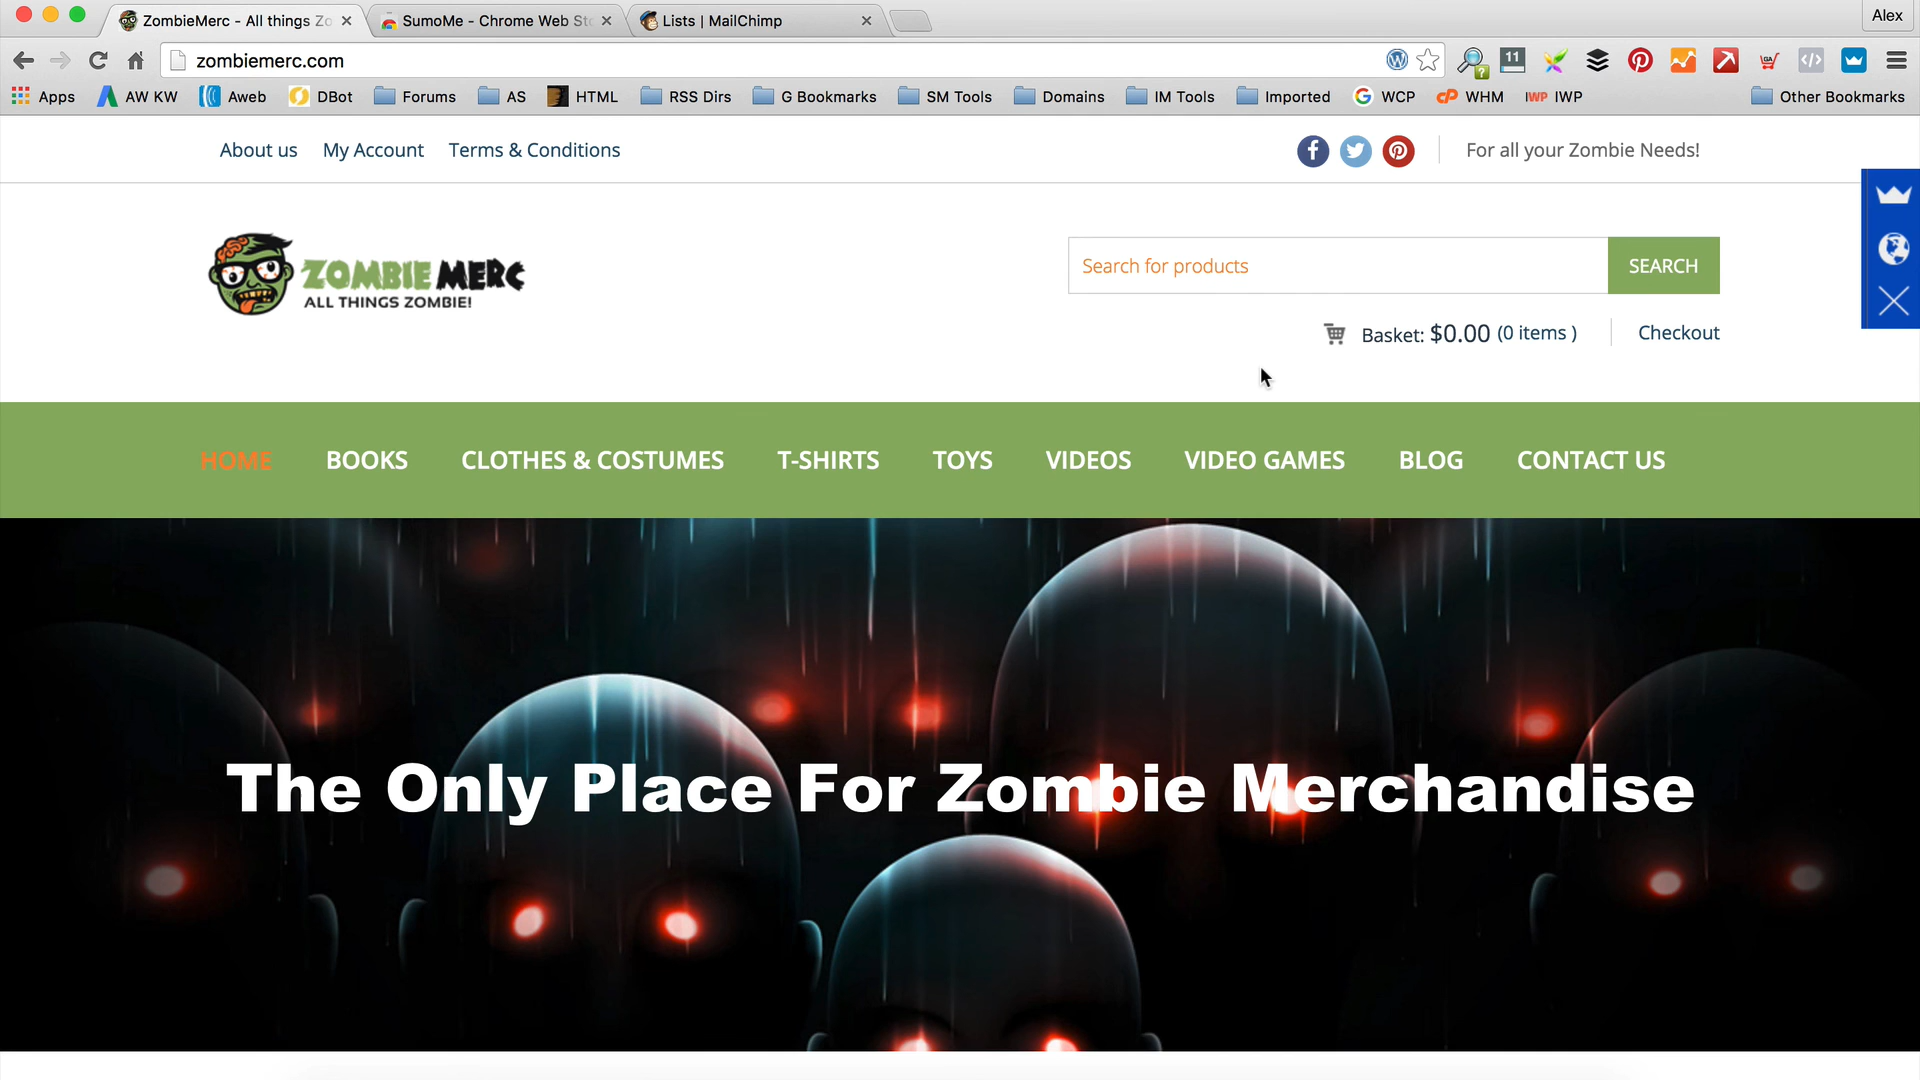 ZombieMerc - All things Zo
SumoMe - Chrome Web Sto
Lists | MailChimp
Alex
zombiemerc.com
11
Apps
AW KW
Aweb
DBot
Forums
AS
HTML
RSS Dirs
G Bookmarks
SM Tools
Domains
IM Tools
Imported
WCP
WHM
IWP IWP
Other Bookmarks
About us
My Account
Terms & Conditions
For all your Zombie Needs!
ZOMBIE MERC
ALL THINGS ZOMBIE!
Search for products
SEARCH
Basket: $0.00 (0 items )
Checkout
HOME
BOOKS
CLOTHES & COSTUMES
T-SHIRTS
TOYS
VIDEOS
VIDEO GAMES
BLOG
CONTACT US
The Only Place For Zombie Merchandise